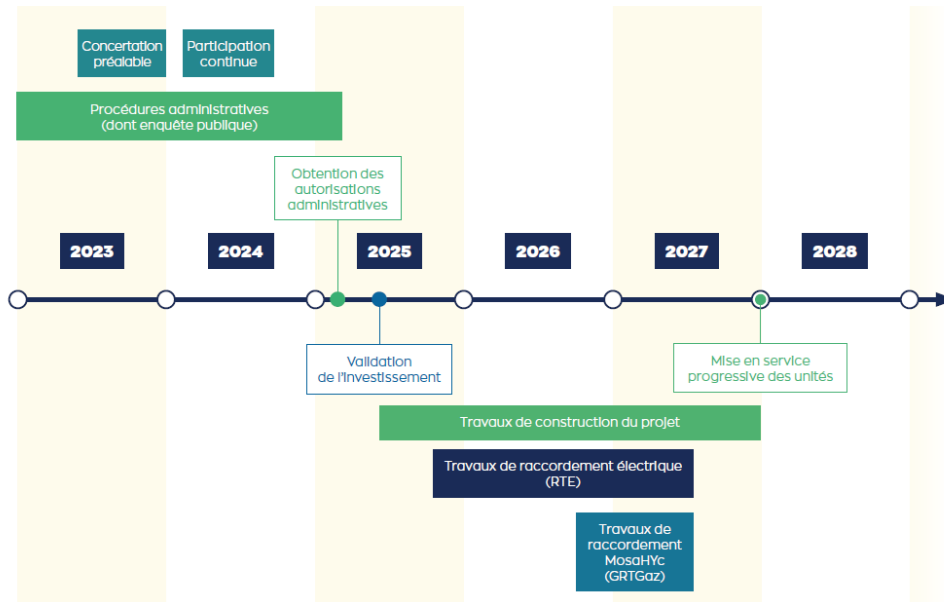 Concertation
préalable
Participation
continue
Procédures administratives
(dont enquête publique)
Obtention des
autorisations
administratives
2023
2024
2025
2026
2027
2028
Validation
de l'investissement
Mise en service
progressive des unités
Travaux de construction du projet
Travaux de raccordement électrique
(RTE)
Travaux de
raccordement
MosaHYc
(GRTGaz)